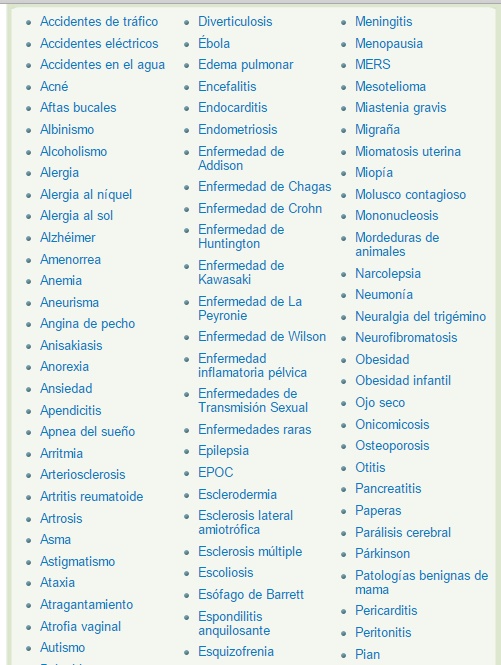 Accidentes de tráfico
Accidentes eléctricos
Accidentes en el agua
Acné
Aftas bucales
Albinismo
Alcoholismo
Alergia
Alergia al níquel
Alergia al sol
Alzhéimer
Amenorrea
Anemia
Aneurisma
Angina de pecho
Anisakiasis
Anorexia
Ansiedad
Apendicitis
Apnea del sueño
Arritmia
Arteriosclerosis
Artritis reumatoide
Artrosis
Asma
Astigmatismo
Ataxia
Atragantamiento
Atrofia vaginal
Autismo
Diverticulosis
Ébola
Edema pulmonar
Encefalitis
Endocarditis
Endometriosis
Enfermedad de
Addison
Enfermedad de Chagas
Enfermedad de Crohn
Enfermedad de
Huntington
Enfermedad de
Kawasaki
Enfermedad de La
Peyronie
Enfermedad de Wilson
Enfermedad
inflamatoria pélvica
Enfermedades de
Transmisión Sexual
Enfermedades raras
Epilepsia
EPOC
Esclerodermia
Esclerosis lateral
amiotrófica
Esclerosis múltiple
Escoliosis
Esófago de Barrett
Espondilitis
anquilosante
Esquizofrenia
Meningitis
Menopausia
MERS
Mesotelioma
Miastenia gravis
Migraña
Miomatosis uterina
Miopía
Molusco contagioso
Mononucleosis
Mordeduras de
animales
Narcolepsia
Neumonía
Neuralgia del trigémino
Neurofibromatosis
Obesidad
Obesidad infantil
Ojo seco
Onicomicosis
Osteoporosis
Otitis
Pancreatitis
Paperas
Parálisis cerebral
Párkinson
Patologías benignas de
mama
Pericarditis
Peritonitis
Pian